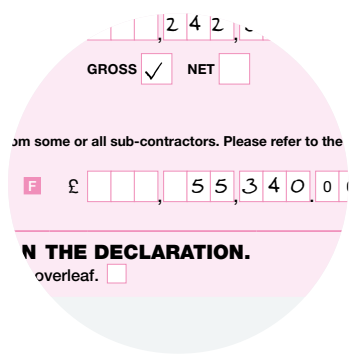 ,242,
GROSS ✓ NET
om some or all sub-contractors. Please refer to the
F £ , 55,340.0
N THE DECLARATION.
overleaf.